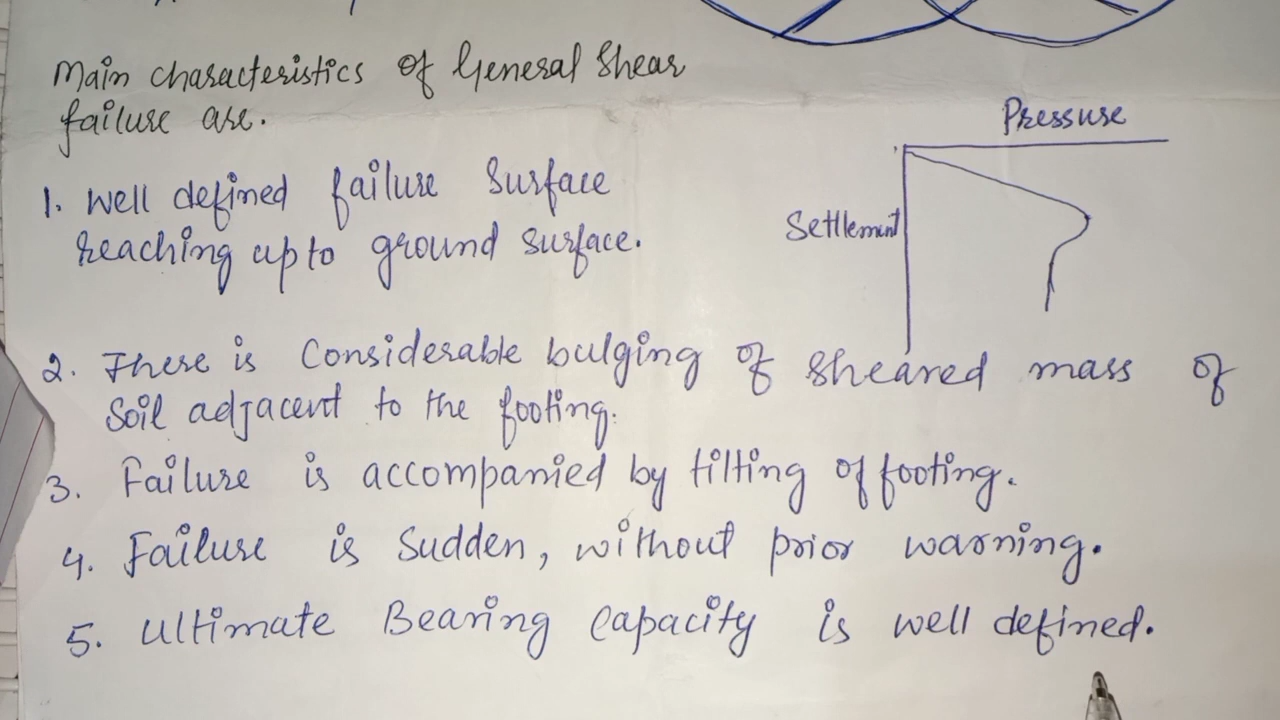 Main characteristics of General Shear
failure are.
Pressure
1. Well defined failure Surface
reaching upto ground surface.
Settlement
2. There is Considerable bulging of Sheared mass of
Soil adjacent to the footing.
3. Failure is accompanied by tilting of footing.
4. Failure is Sudden, without prior warning.
5. Ultimate Bearing Capacity is well defined.